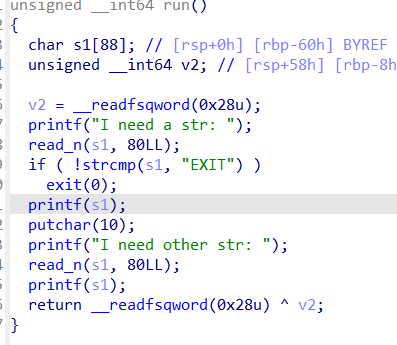 unsigned __int64 run()
{
char s1[88]; // [rsp+0h] [rbp-60h] BYREF
unsigned __int64 v2; // [rsp+58h] [rbp-8h
v2 = __readfsqword(0x28u);
printf("I need a str: ");
read_n(s1, 80LL);
if ( !strcmp(s1, "EXIT") )
exit(0);
printf(s1);
putchar(10);
printf("I need other str: ");
read_n(s1, 80LL);
printf(s1);
return __readfsqword(0x28u) ^ v2;
}